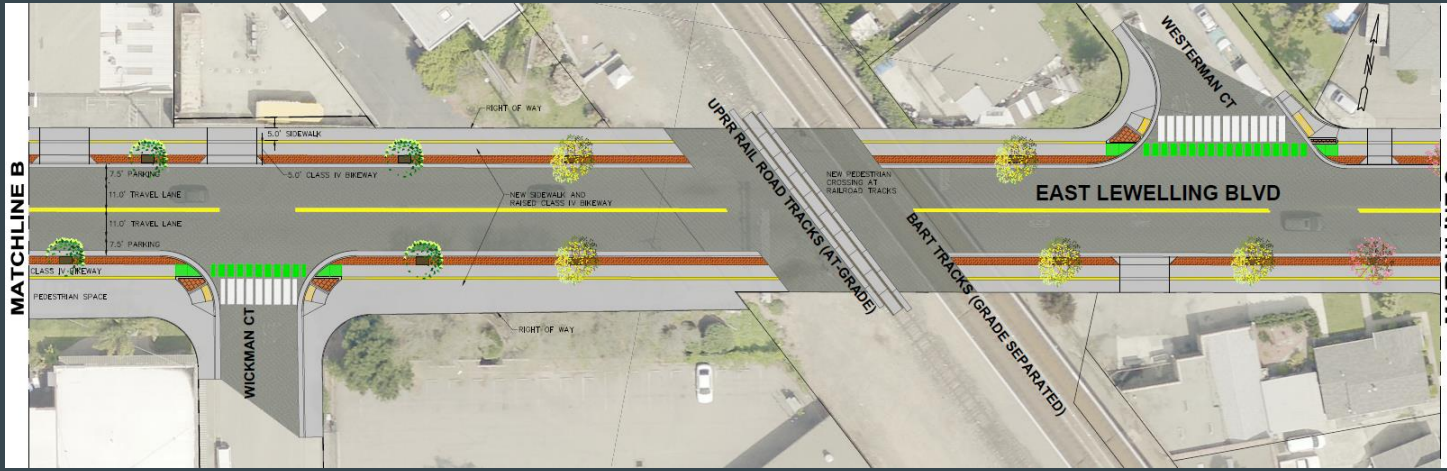 MATCHLINE B
RIGHT OF WAY
5.0' SIDEWALK
5.0' CLASS IV BIKEWAY
7.5' PARKING
11.0' TRAVEL LANE
11.0' TRAVEL LANE
7.5' PARKING
NEW SIDEWALK AND
RAISED CLASS IV BIKEWAY
CLASS IV BIKEWAY
PEDESTRIAN SPACE
WICKMAN CT
RIGHT OF WAY
UPRR RAIL ROAD TRACKS (AT-GRADE)
NEW PEDESTRIAN
CROSSING AT
RAILROAD TRACKS
BART TRACKS (GRADE SEPARATED)
WESTERMAN CT
EAST LEWELLING BLVD